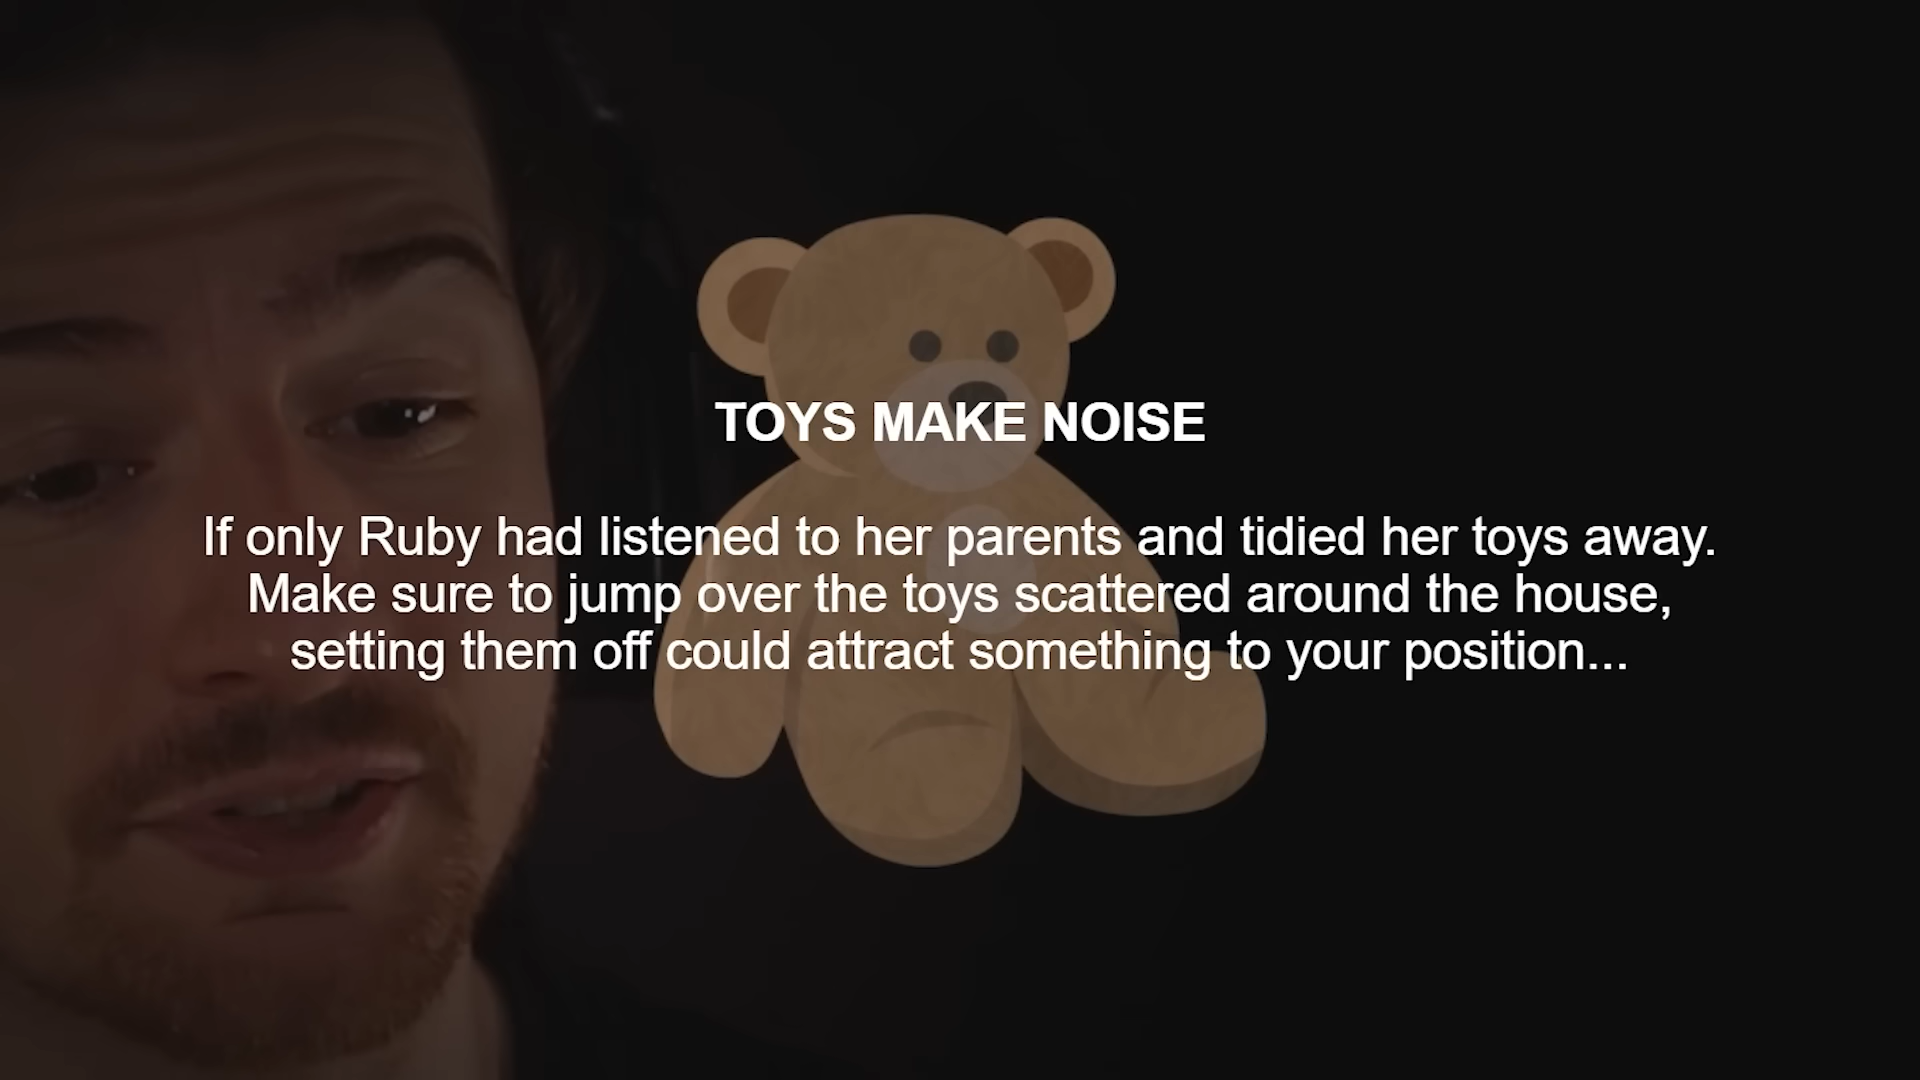 TOYS MAKE NOISE
If only Ruby had listened to her parents and tidied her toys away.
Make sure to jump over the toys scattered around the house,
setting them off could attract something to your position...